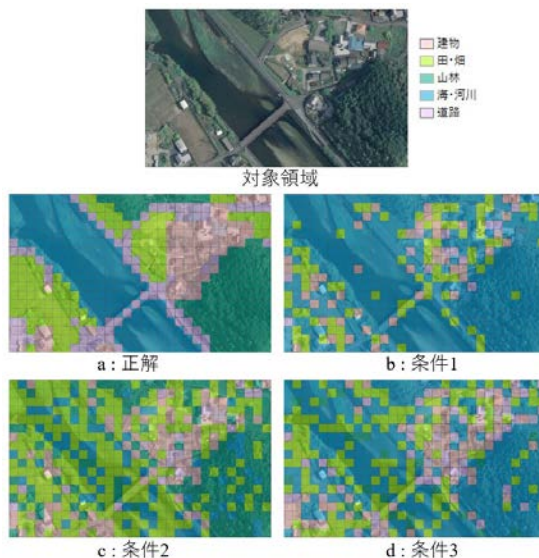 建物
田・畑
山林
海・河川
道路
対象領域
a : 正解
b : 条件1
c : 条件2
d : 条件3